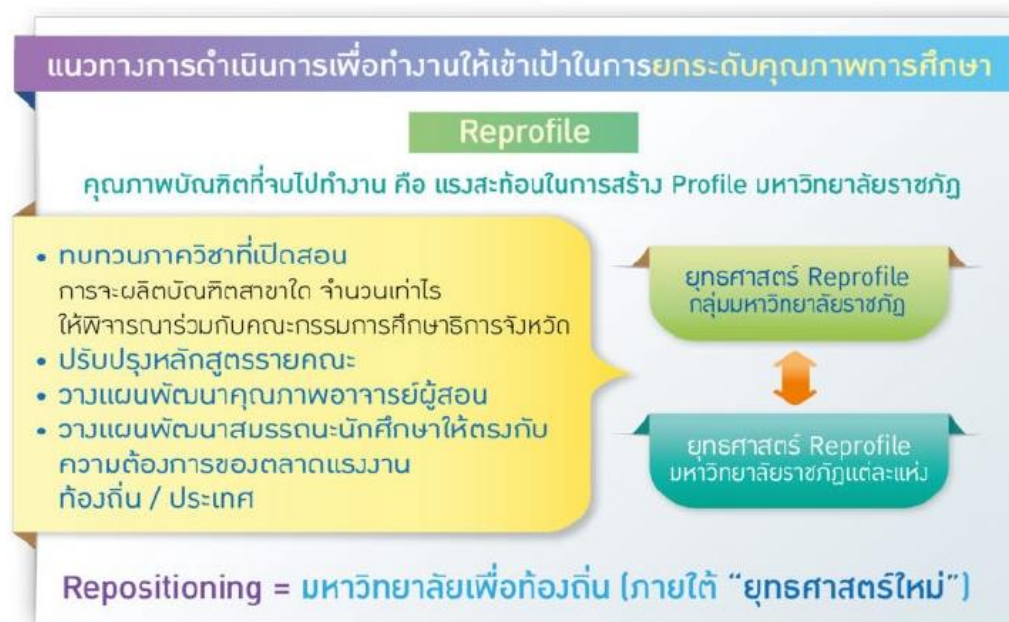 แนวทางการดำเนินการเพื่อทำงานให้เข้าเป้าในการยกระดับคุณภาพการศึกษา
Reprofile
คุณภาพบัณฑิตที่จบไปทำงาน คือ แรงสะท้อนในการสร้าง Profile มหาวิทยาลัยราชภัฏ
• ทบทวนภาควิชาที่เปิดสอน
การจะผลิตบัณฑิตสาขาใด จำนวนเท่าไร
ให้พิจารณาร่วมกับคณะกรรมการศึกษาธิการจังหวัด
• ปรับปรุงหลักสูตรรายคณะ
• วางแผนพัฒนาคุณภาพอาจารย์ผู้สอน
• วางแผนพัฒนาสมรรถนะนักศึกษาให้ตรงกับ
ความต้องการของตลาดแรงงาน
ท้องถิ่น / ประเทศ
ยุทธศาสตร์ Reprofile
กลุ่มมหาวิทยาลัยราชภัฏ
ยุทธศาสตร์ Reprofile
มหาวิทยาลัยราชภัฏแต่ละแห่ง
Repositioning = มหาวิทยาลัยเพื่อท้องถิ่น (ภายใต้ “ยุทธศาสตร์ใหม่”)